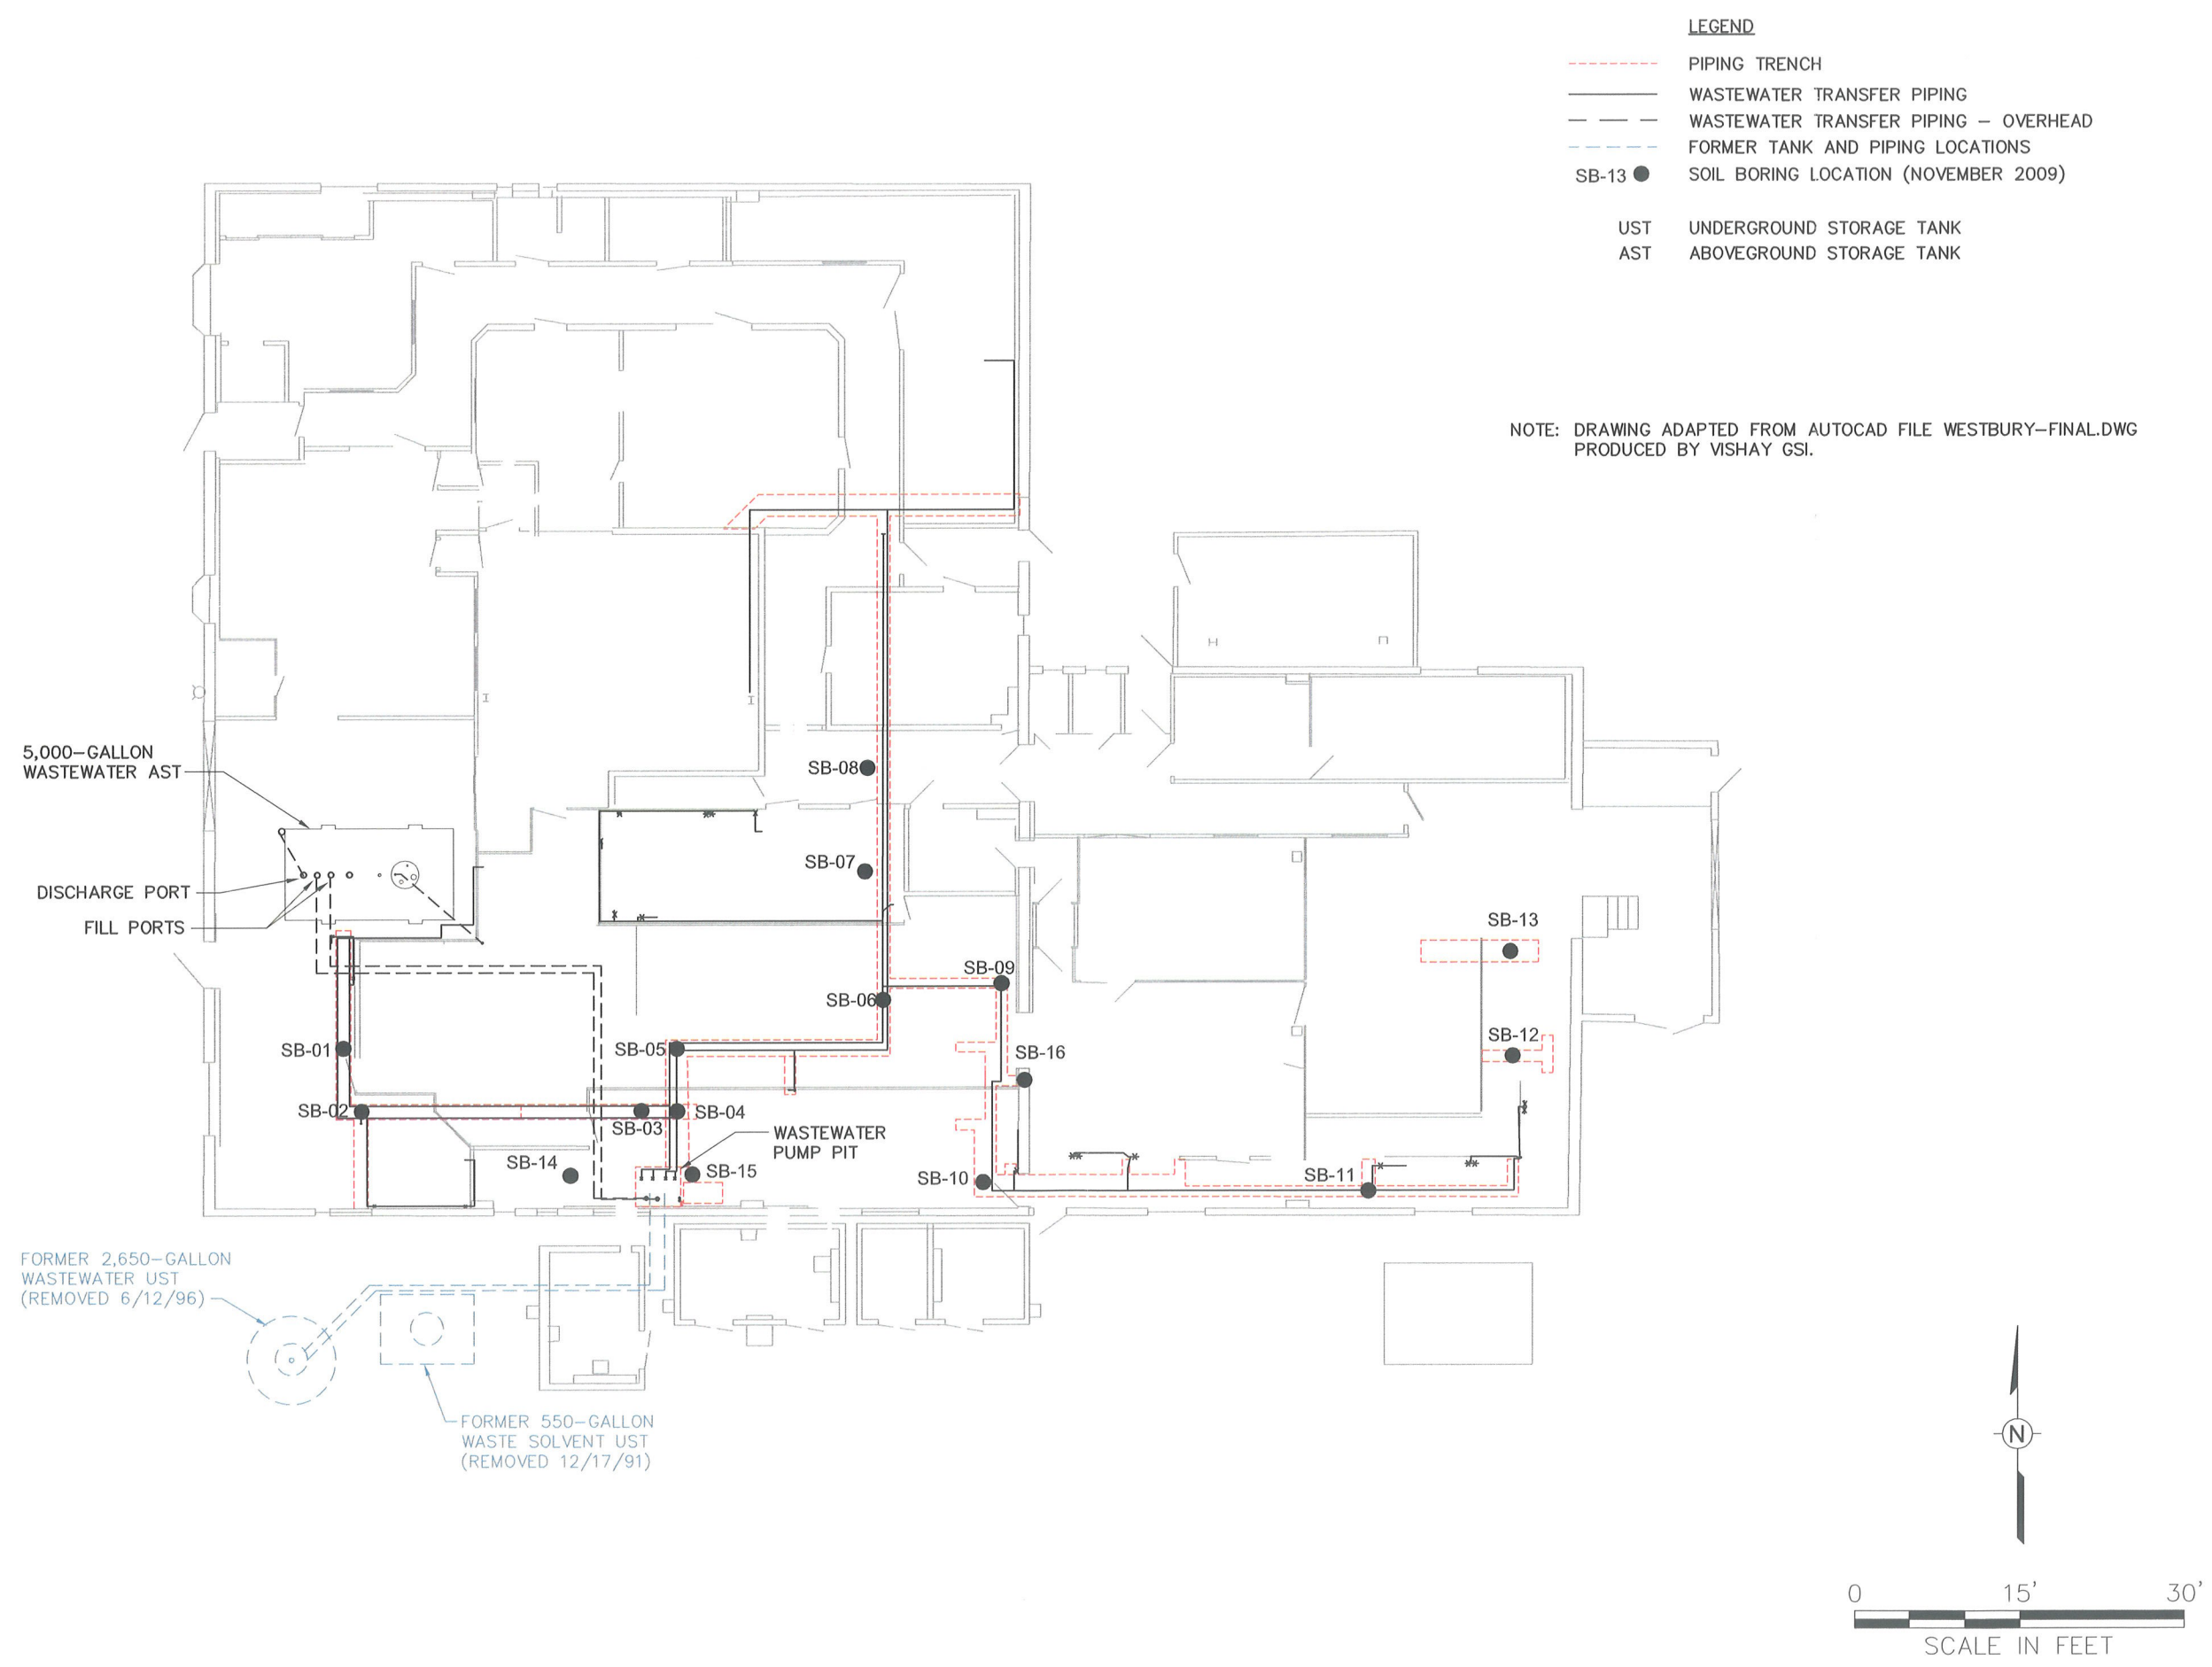 LEGEND
PIPING TRENCH
WASTEWATER TRANSFER PIPING
WASTEWATER TRANSFER PIPING – OVERHEAD
FORMER TANK AND PIPING LOCATIONS
SB-13 SOIL BORING LOCATION (NOVEMBER 2009)
UST UNDERGROUND STORAGE TANK
AST ABOVEGROUND STORAGE TANK
NOTE: DRAWING ADAPTED FROM AUTOCAD FILE WESTBURY–FINAL.DWG
PRODUCED BY VISHAY GSI.
5,000–GALLON
WASTEWATER AST
DISCHARGE PORT
FILL PORTS
SB-08
SB-07
SB-13
SB-09
SB-06
SB-12
SB-01
SB-05
SB-16
SB-02
SB-04
SB-03
WASTEWATER
PUMP PIT
SB-14
SB-15
SB-10
SB-11
FORMER 2,650–GALLON
WASTEWATER UST
(REMOVED 6/12/96)
FORMER 550–GALLON
WASTE SOLVENT UST
(REMOVED 12/17/91)
N
0 15' 30'
SCALE IN FEET